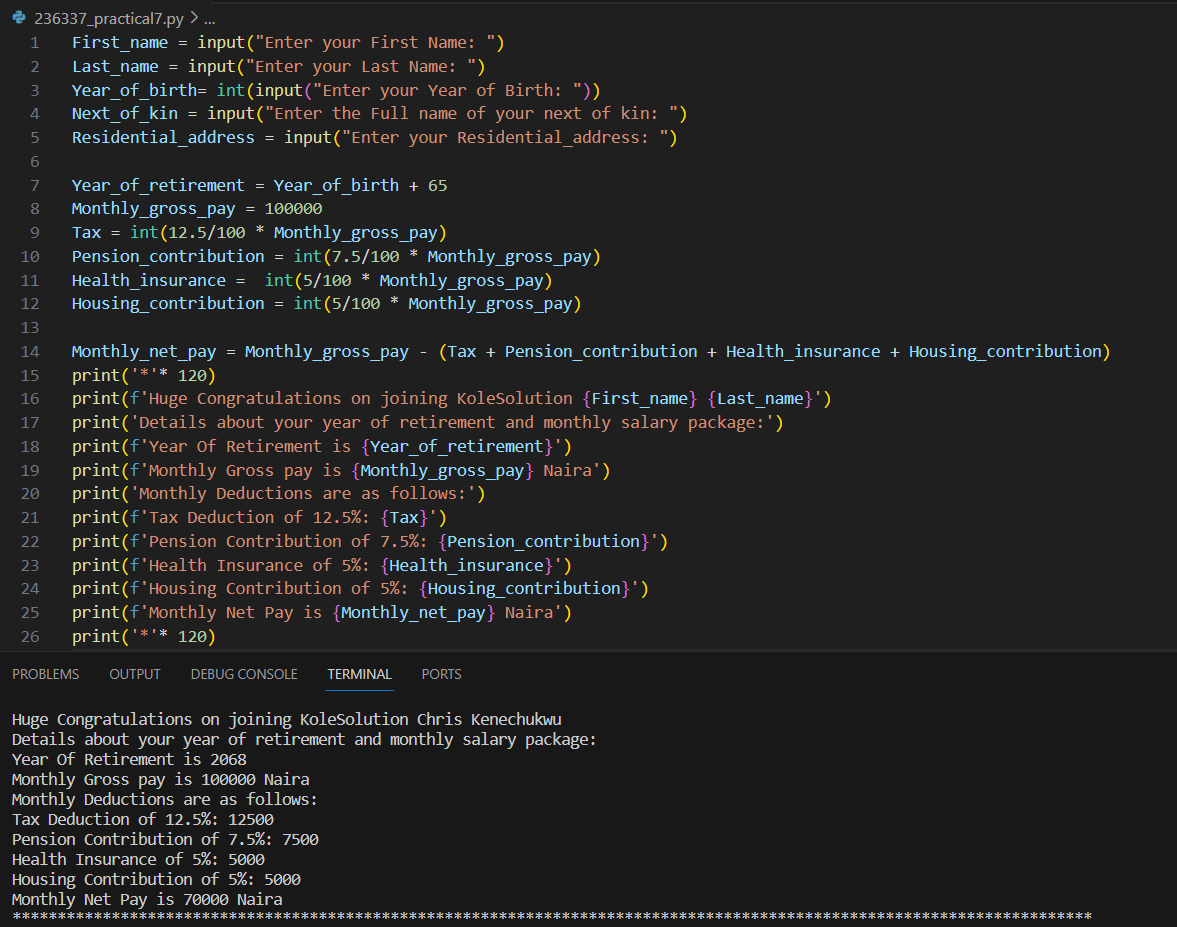 236337_practical7.py > ...
1 First_name = input("Enter your First Name: ")
2 Last_name = input("Enter your Last Name: ")
3 Year_of_birth= int(input("Enter your Year of Birth: "))
4 Next_of_kin = input("Enter the Full name of your next of kin: ")
5 Residential_address = input("Enter your Residential_address: ")
6
7 Year_of_retirement = Year_of_birth + 65
8 Monthly_gross_pay = 100000
9 Tax = int(12.5/100 * Monthly_gross_pay)
10 Pension_contribution = int(7.5/100 * Monthly_gross_pay)
11 Health_insurance =  int(5/100 * Monthly_gross_pay)
12 Housing_contribution = int(5/100 * Monthly_gross_pay)
13
14 Monthly_net_pay = Monthly_gross_pay - (Tax + Pension_contribution + Health_insurance + Housing_contribution)
15 print('*'* 120)
16 print(f'Huge Congratulations on joining KoleSolution {First_name} {Last_name}')
17 print('Details about your year of retirement and monthly salary package:')
18 print(f'Year Of Retirement is {Year_of_retirement}')
19 print(f'Monthly Gross pay is {Monthly_gross_pay} Naira')
20 print('Monthly Deductions are as follows:')
21 print(f'Tax Deduction of 12.5%: {Tax}')
22 print(f'Pension Contribution of 7.5%: {Pension_contribution}')
23 print(f'Health Insurance of 5%: {Health_insurance}')
24 print(f'Housing Contribution of 5%: {Housing_contribution}')
25 print(f'Monthly Net Pay is {Monthly_net_pay} Naira')
26 print('*'* 120)
PROBLEMS OUTPUT DEBUG CONSOLE TERMINAL PORTS
Huge Congratulations on joining KoleSolution Chris Kenechukwu
Details about your year of retirement and monthly salary package:
Year Of Retirement is 2068
Monthly Gross pay is 100000 Naira
Monthly Deductions are as follows:
Tax Deduction of 12.5%: 12500
Pension Contribution of 7.5%: 7500
Health Insurance of 5%: 5000
Housing Contribution of 5%: 5000
Monthly Net Pay is 70000 Naira
************************************************************************************************************************